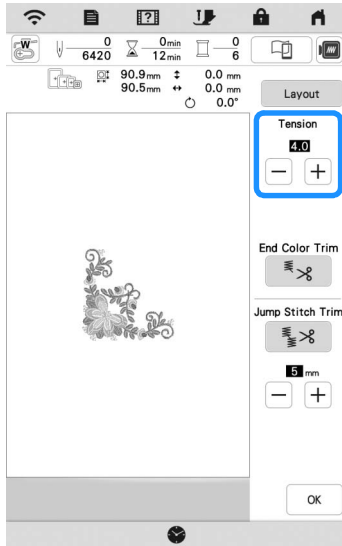 W
0 0min 0
6420 12min 6
90.9mm 0.0 mm
90.5mm 0.0 mm
0.0°
Layout
Tension
4.0
− +
End Color Trim
Jump Stitch Trim
5 mm
− +
OK